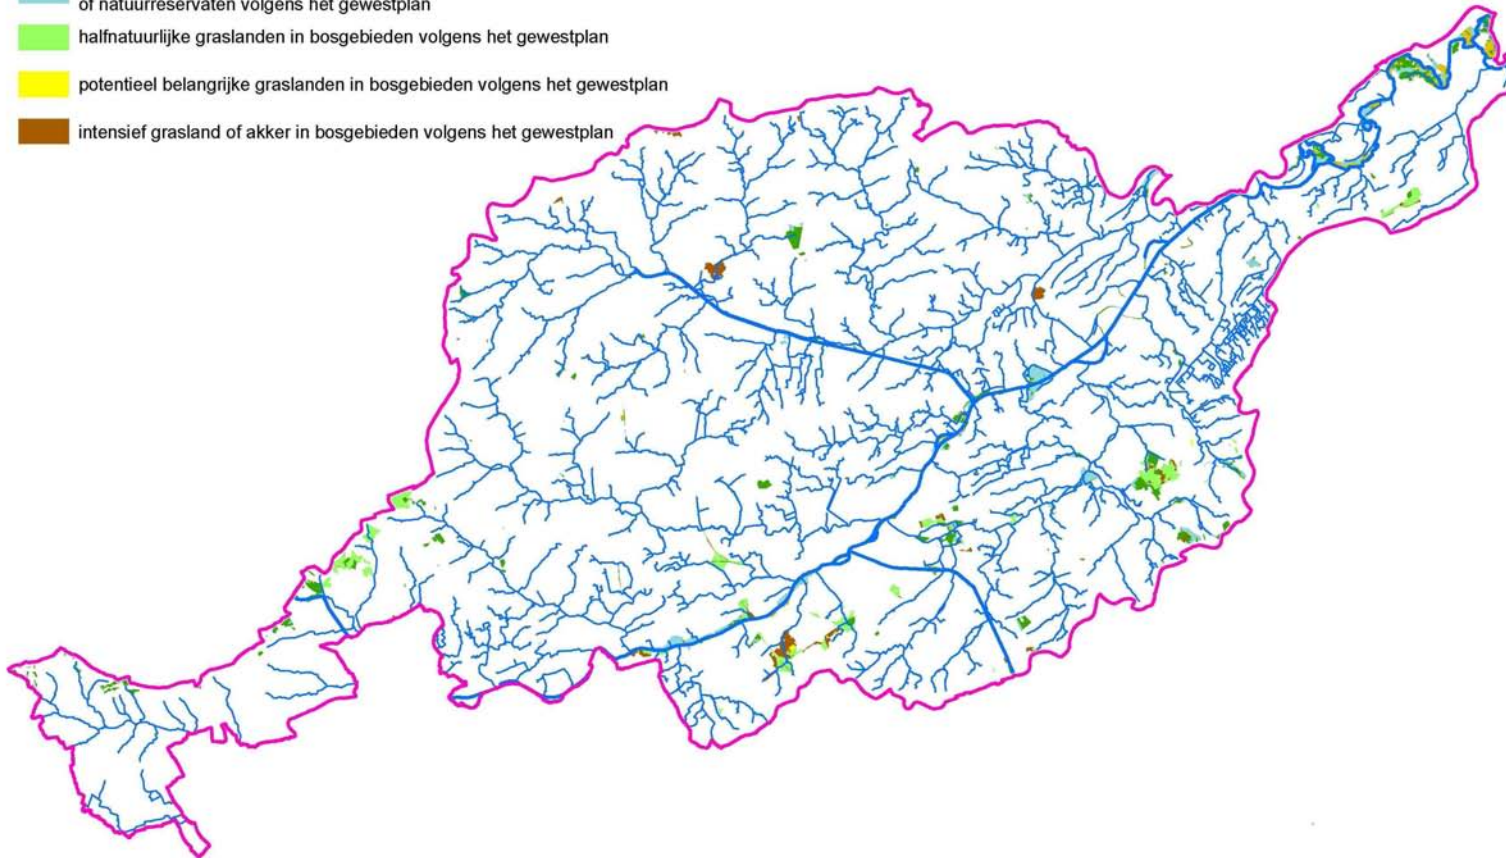 of natuurreservaten volgens het gewestplan
halfnatuurlijke graslanden in bosgebieden volgens het gewestplan
potentieel belangrijke graslanden in bosgebieden volgens het gewestplan
intensief grasland of akker in bosgebieden volgens het gewestplan